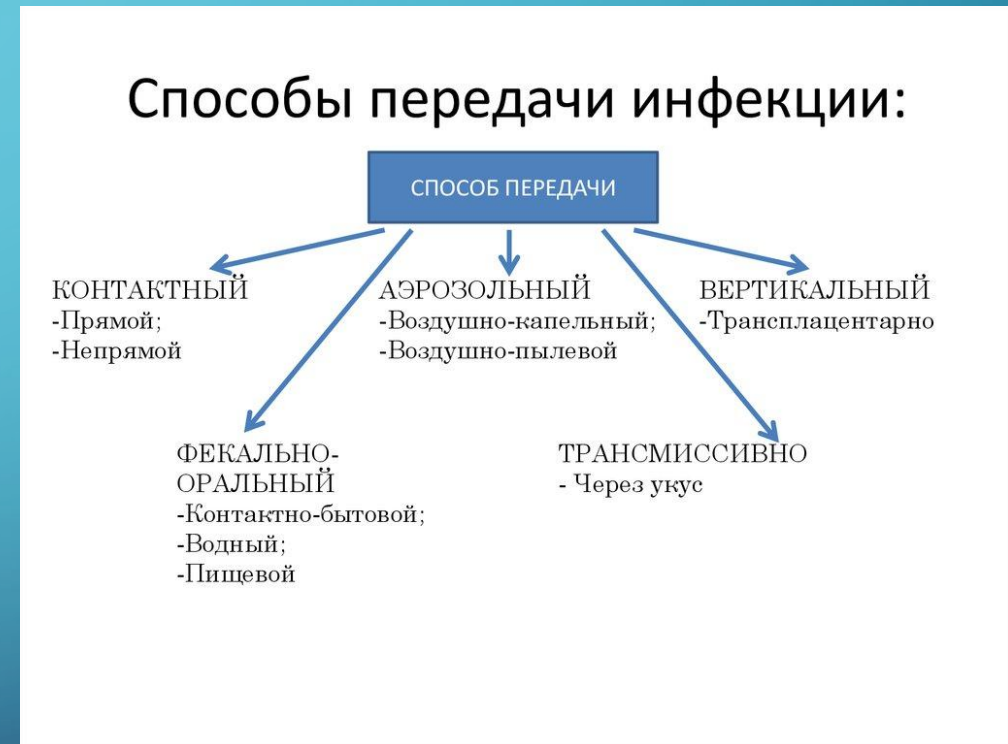 Способы передачи инфекции:
СПОСОБ ПЕРЕДАЧИ
КОНТАКТНЫЙ
-Прямой;
-Непрямой
АЭРОЗОЛЬНЫЙ
-Воздушно-капельный;
-Воздушно-пылевой
ВЕРТИКАЛЬНЫЙ
-Трансплацентарно
ФЕКАЛЬНО-
ОРАЛЬНЫЙ
-Контактно-бытовой;
-Водный;
-Пищевой
ТРАНСМИССИВНО
- Через укус